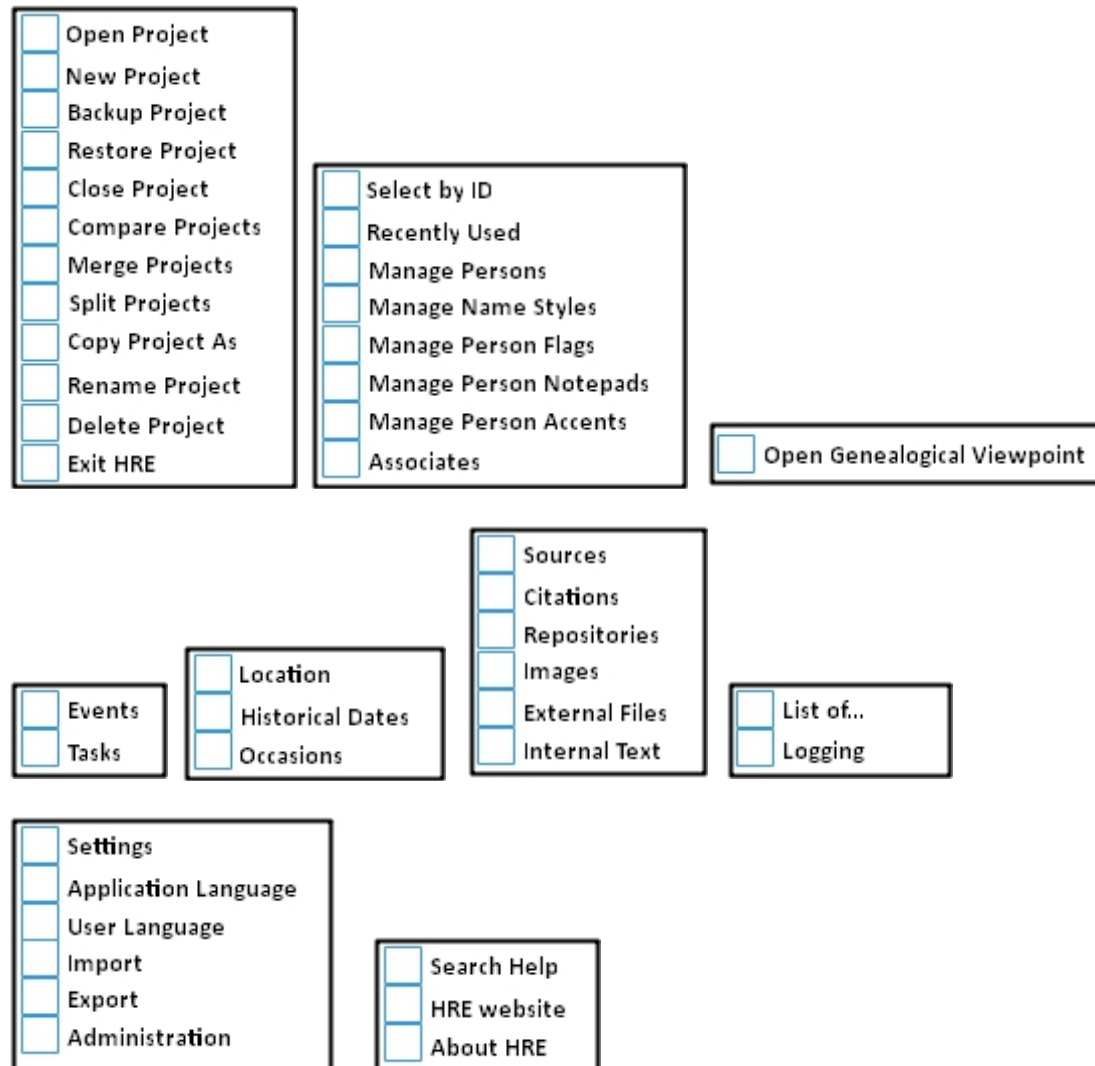 Open Project
New Project
Backup Project
Restore Project
Close Project
Compare Projects
Merge Projects
Split Projects
Copy Project As
Rename Project
Delete Project
Exit HRE
Select by ID
Recently Used
Manage Persons
Manage Name Styles
Manage Person Flags
Manage Person Notepads
Manage Person Accents
Associates
Open Genealogical Viewpoint
Events
Tasks
Location
Historical Dates
Occasions
Sources
Citations
Repositories
Images
External Files
Internal Text
List of...
Logging
Settings
Application Language
User Language
Import
Export
Administration
Search Help
HRE website
About HRE